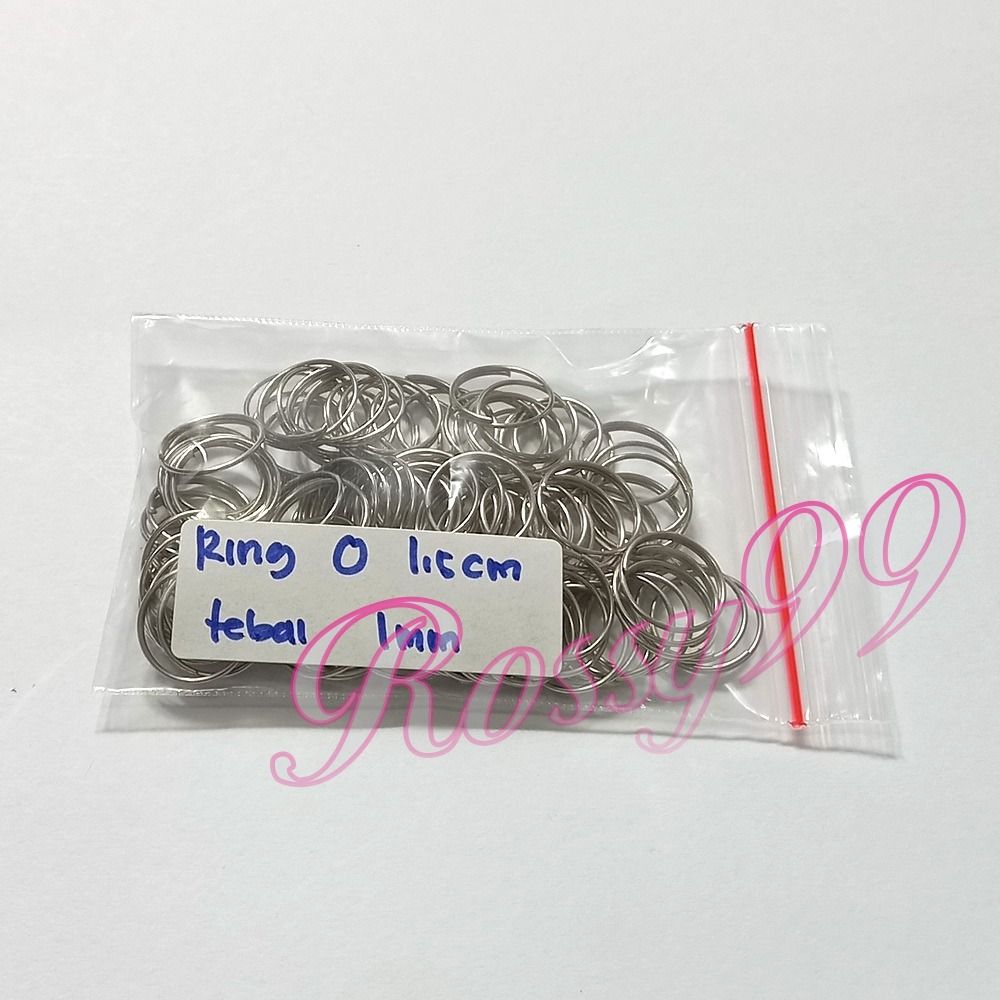 Ring O 1,5cm
tebal 1mm
Rossy99